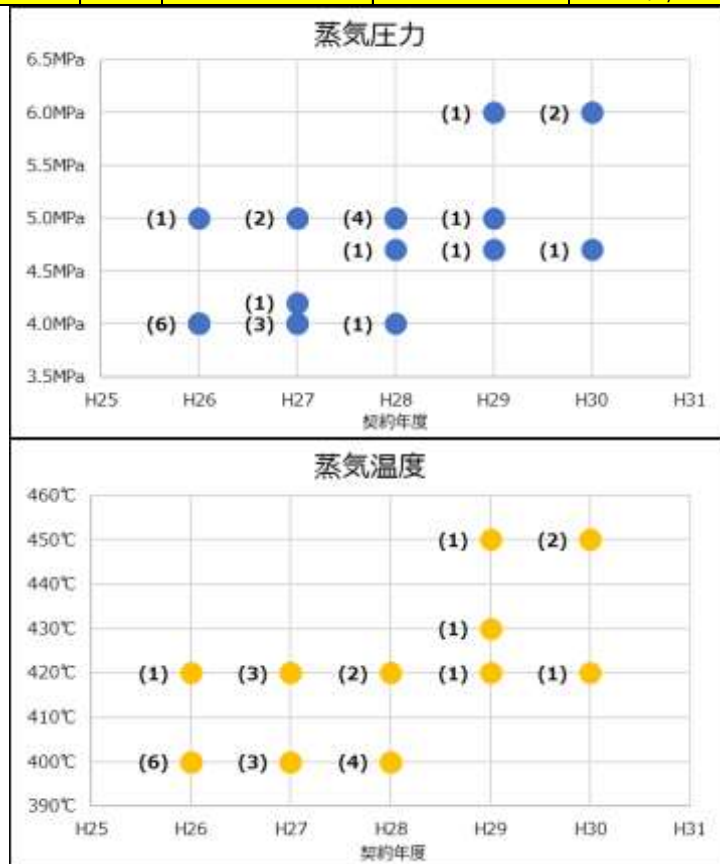 蒸気圧力
6.5MPa
6.0MPa (1) (2)
5.5MPa
5.0MPa (1) (2) (4) (1)
(1) (1) (1)
4.5MPa
(1)
4.0MPa (6) (3) (1)
3.5MPa
H25 H26 H27 H28 H29 H30 H31
契約年度
蒸気温度
460℃
450℃ (1) (2)
440℃
430℃ (1)
420℃ (1) (3) (2) (1) (1)
410℃
400℃ (6) (3) (4)
390℃
H25 H26 H27 H28 H29 H30 H31
契約年度